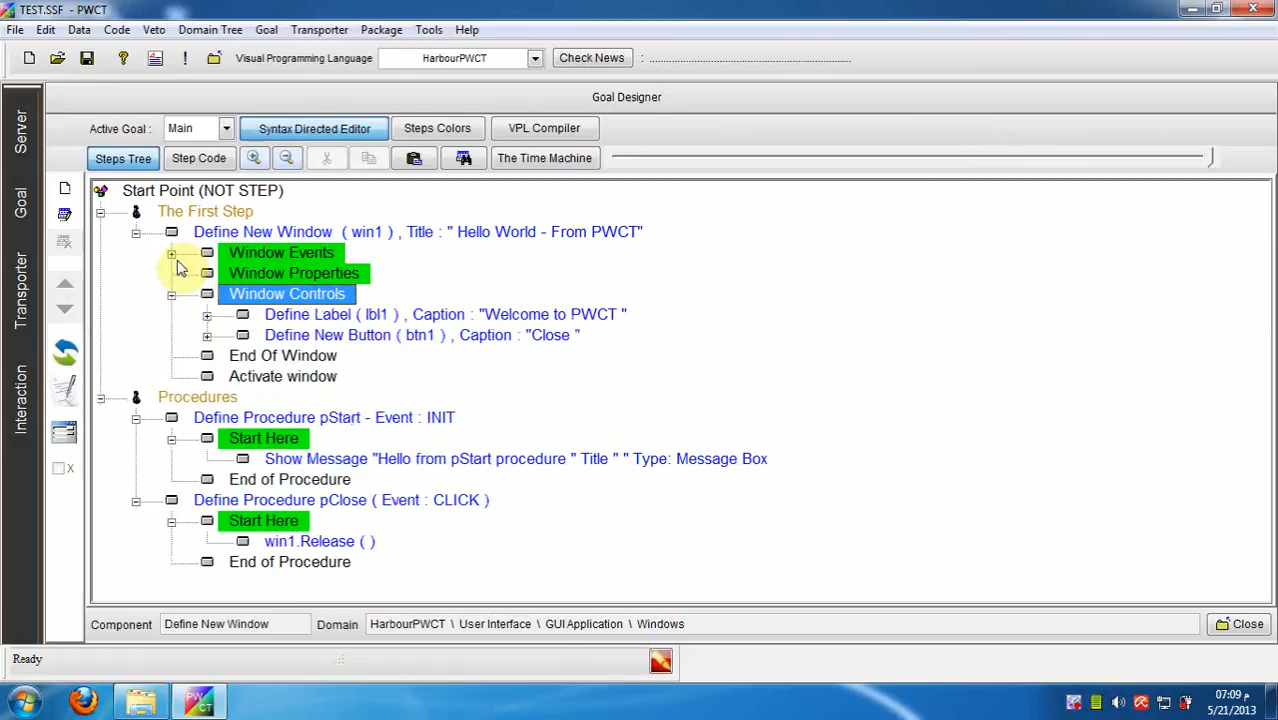 TEST.SSF - PWCT
File Edit Data Code Veto Domain Tree Goal Transporter Package Tools Help
Visual Programming Language HarbourPWCT Check News :
Goal Designer
Active Goal : Main Syntax Directed Editor Steps Colors VPL Compiler
Steps Tree Step Code The Time Machine
Server
Goal
Transporter
Interaction
X
Start Point (NOT STEP)
The First Step
Define New Window ( win1 ) , Title : " Hello World - From PWCT"
Window Events
Window Properties
Window Controls
Define Label ( lbl1 ) , Caption : "Welcome to PWCT "
Define New Button ( btn1 ) , Caption : "Close "
End Of Window
Activate window
Procedures
Define Procedure pStart - Event : INIT
Start Here
Show Message "Hello from pStart procedure " Title " " Type: Message Box
End of Procedure
Define Procedure pClose ( Event : CLICK )
Start Here
win1.Release ( )
End of Procedure
Component Define New Window Domain HarbourPWCT \ User Interface \ GUI Application \ Windows Close
Ready
PW CT
07:09 م
5/21/2013